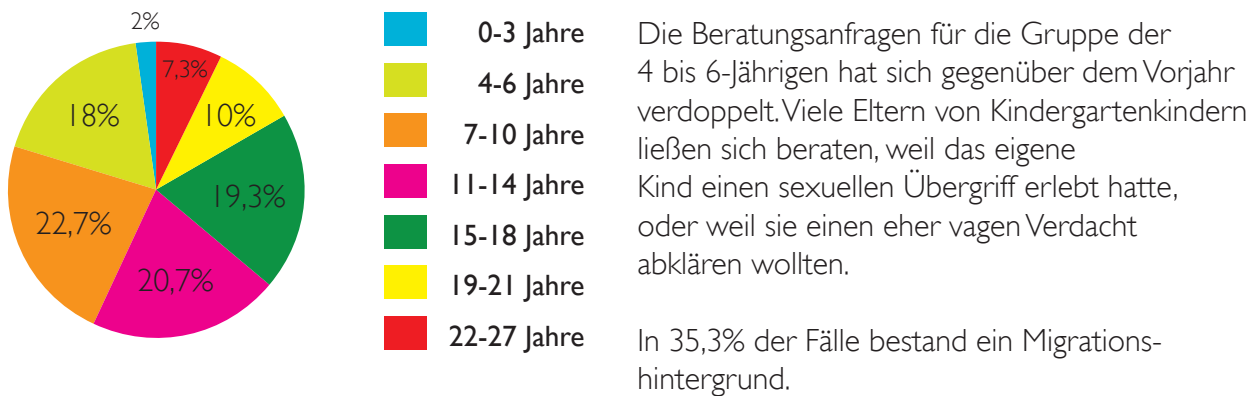 2%
7,3%
10%
19,3%
20,7%
22,7%
18%
0-3 Jahre
4-6 Jahre
7-10 Jahre
11-14 Jahre
15-18 Jahre
19-21 Jahre
22-27 Jahre
Die Beratungsanfragen für die Gruppe der
4 bis 6-Jährigen hat sich gegenüber dem Vorjahr
verdoppelt. Viele Eltern von Kindergartenkindern
ließen sich beraten, weil das eigene
Kind einen sexuellen Übergriff erlebt hatte,
oder weil sie einen eher vagen Verdacht
abklären wollten.
In 35,3% der Fälle bestand ein Migrations-
hintergrund.